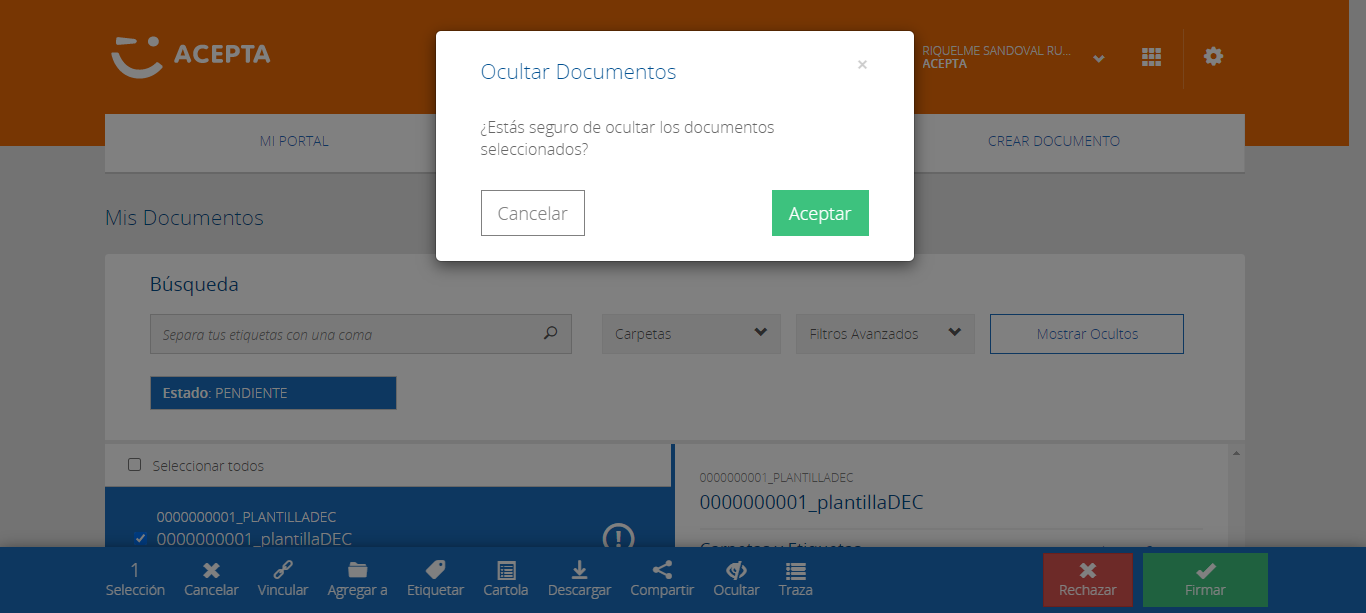 ACEPTA
RIQUELME SANDOVAL RU...
ACEPTA
Ocultar Documentos
×
¿Estás seguro de ocultar los documentos
seleccionados?
Cancelar
Aceptar
MI PORTAL
CREAR DOCUMENTO
Mis Documentos
Búsqueda
Separa tus etiquetas con una coma
Carpetas
Filtros Avanzados
Mostrar Ocultos
Estado: PENDIENTE
Seleccionar todos
0000000001_PLANTILLADEC
0000000001_plantillaDEC
0000000001_PLANTILLADEC
0000000001_plantillaDEC
Carpetas y Etiquetas
1
Selección
Cancelar
Vincular
Agregar a
Etiquetar
Cartola
Descargar
Compartir
Ocultar
Traza
Rechazar
Firmar